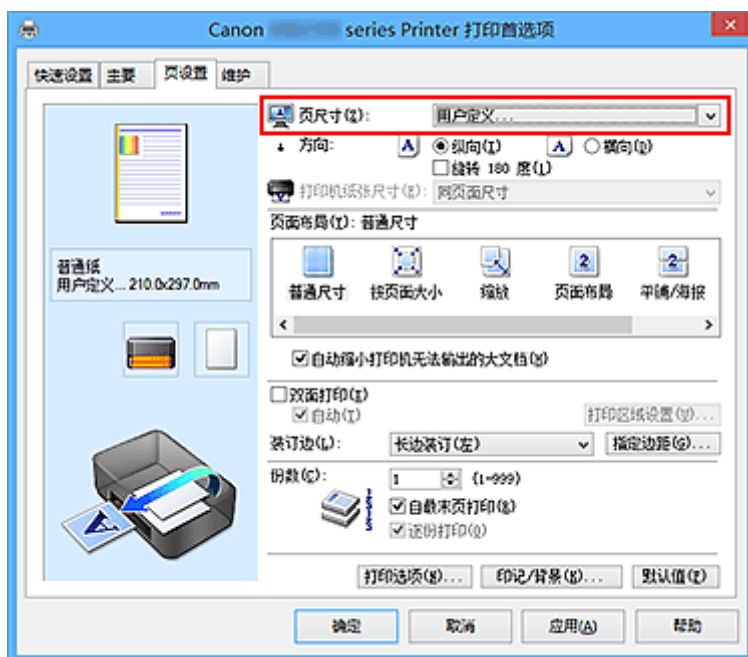 Canon series Printer 打印首选项
快速设置 主要 页设置 维护
页尺寸(Z): 用户定义...
方向: A 纵向(I) A 横向(D)
旋转 180 度(L)
打印机纸张尺寸(E): 同页面尺寸
页面布局(Y): 普通尺寸
普通尺寸 按页面大小 缩放 页面布局 平铺/海报
普通纸
用户定义... 210.0x297.0mm
自动缩小打印机无法输出的大文档(W)
双面打印(X)
自动(T) 打印区域设置(U)...
装订边(L): 长边装订(左) 指定边距(G)...
份数(C): 1 (1-999)
自最末页打印(R)
逐份打印(O)
打印选项(N)... 印记/背景(K)... 默认值(F)
确定 取消 应用(A) 帮助